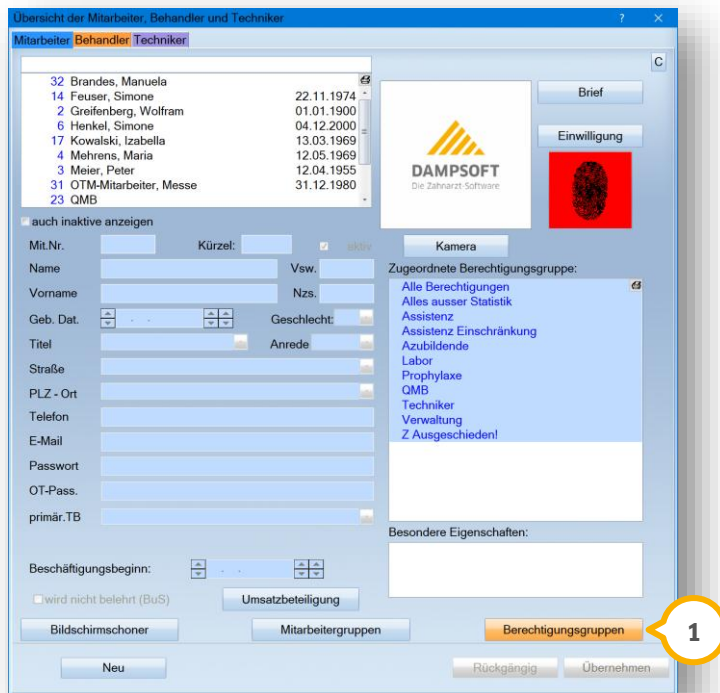 Übersicht der Mitarbeiter, Behandler und Techniker ?
Mitarbeiter Behandler Techniker
C
32 Brandes, Manuela
14 Feuser, Simone 22.11.1974
2 Greifenberg, Wolfram 01.01.1900
6 Henkel, Simone 04.12.2000
17 Kowalski, Izabella 13.03.1969
4 Mehrens, Maria 12.05.1969
3 Meier, Peter 12.04.1955
31 OTM-Mitarbeiter, Messe 31.12.1980
23 QMB
DAMPSOFT
Die Zahnarzt-Software
Brief
Einwilligung
auch inaktive anzeigen
Mit.Nr. Kürzel: aktiv
Kamera
Name Vsw.
Vorname Nzs.
Geb. Dat. . . Geschlecht:
Titel Anrede
Straße
PLZ - Ort
Telefon
E-Mail
Passwort
OT-Pass.
primär.TB
Zugeordnete Berechtigungsgruppe:
Alle Berechtigungen
Alles ausser Statistik
Assistenz
Assistenz Einschränkung
Azubildende
Labor
Prophylaxe
QMB
Techniker
Verwaltung
Z Ausgeschieden!
Besondere Eigenschaften:
Beschäftigungsbeginn: . .
wird nicht belehrt (BuS) Umsatzbeteiligung
Bildschirmschoner Mitarbeitergruppen Berechtigungsgruppen 1
Neu Rückgängig Übernehmen